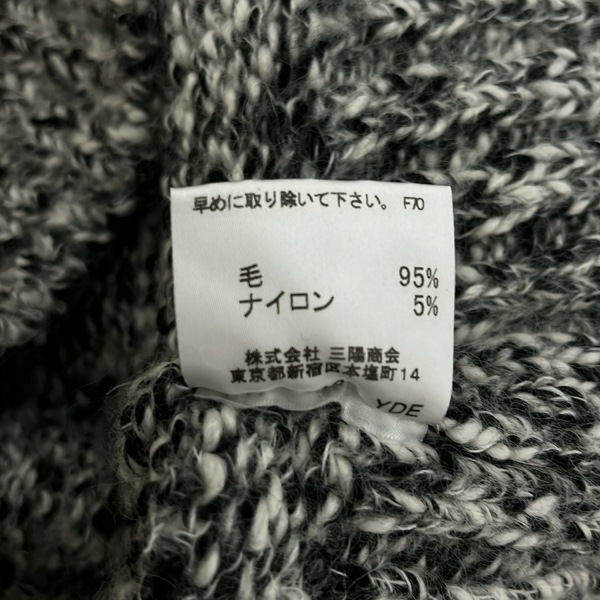 早めに取り除いて下さい。 F70
毛 95%
ナイロン 5%
株式会社 三陽商会
東京都新宿区本塩町14
YDE